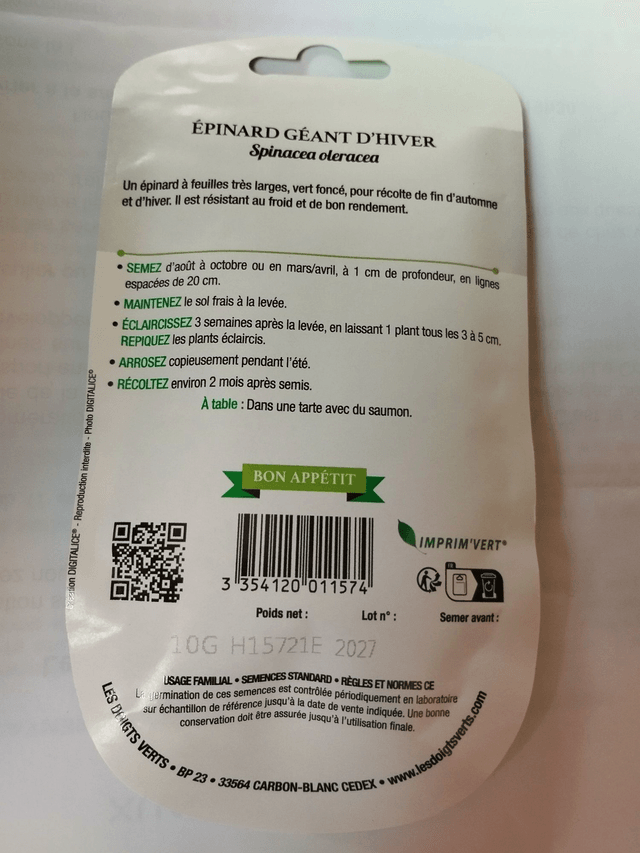 ÉPINARD GÉANT D'HIVER
Spinacea oleracea
Un épinard à feuilles très larges, vert foncé, pour récolte de fin d'automne
et d'hiver. Il est résistant au froid et de bon rendement.
• SEMEZ d'août à octobre ou en mars/avril, à 1 cm de profondeur, en lignes
espacées de 20 cm.
• MAINTENEZ le sol frais à la levée.
• ÉCLAIRCISSEZ 3 semaines après la levée, en laissant 1 plant tous les 3 à 5 cm.
REPIQUEZ les plants éclaircis.
• ARROSEZ copieusement pendant l'été.
• RÉCOLTEZ environ 2 mois après semis.
À table : Dans une tarte avec du saumon.
DIGITALICE® - Reproduction interdite - Photo DIGITALICE®
BON APPÉTIT
IMPRIM'VERT®
3 354120 011574
Poids net : Lot n° : Semer avant :
10G H15721E 2027
USAGE FAMILIAL • SEMENCES STANDARD • RÈGLES ET NORMES CE
La germination de ces semences est contrôlée périodiquement en laboratoire
sur échantillon de référence jusqu'à la date de vente indiquée. Une bonne
conservation doit être assurée jusqu'à l'utilisation finale.
LES DOIGTS VERTS • BP 23 • 33564 CARBON-BLANC CEDEX • www.lesdoigtsverts.com